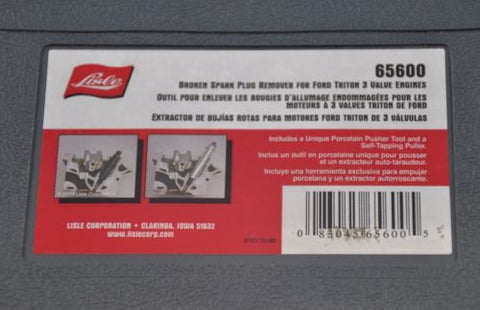 Lisle
65600
BROKEN SPARK PLUG REMOVER FOR FORD TRITON 3 VALVE ENGINES
OUTIL POUR ENLEVER LES BOUGIES D'ALLUMAGE ENDOMMAGÉES POUR LES
MOTEURS À 3 VALVES TRITON DE FORD
EXTRACTOR DE BUJÍAS ROTAS PARA MOTORES FORD TRITON DE 3 VÁLVULAS
Includes a Unique Porcelain Pusher Tool and a
Self-Tapping Puller.
Inclus un outil en porcelaine unique pour pousser
et un extracteur auto-taraudeur.
Incluye una herramienta exclusiva para empujar
porcelana y un extractor autorroscante.
LISLE CORPORATION • CLARINDA, IOWA 51632
www.lislecorp.com
0 83045 65600 5